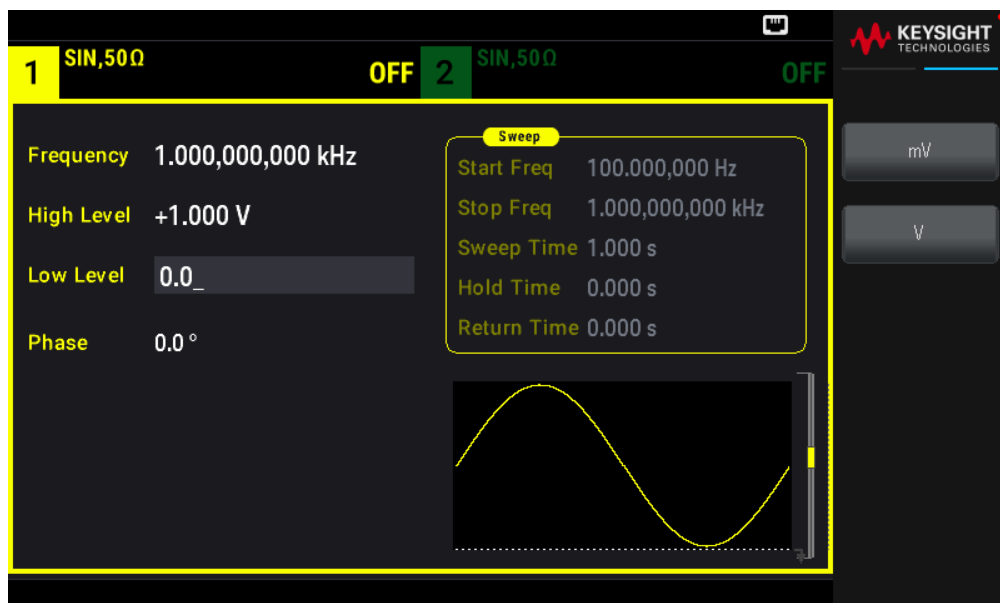 KEYSIGHT
TECHNOLOGIES
1 SIN,50Ω OFF 2 SIN,50Ω OFF
Frequency 1.000,000,000 kHz
High Level +1.000 V
Low Level 0.0_
Phase 0.0 °
Sweep
Start Freq 100.000,000 Hz
Stop Freq 1.000,000,000 kHz
Sweep Time 1.000 s
Hold Time 0.000 s
Return Time 0.000 s
mV
V